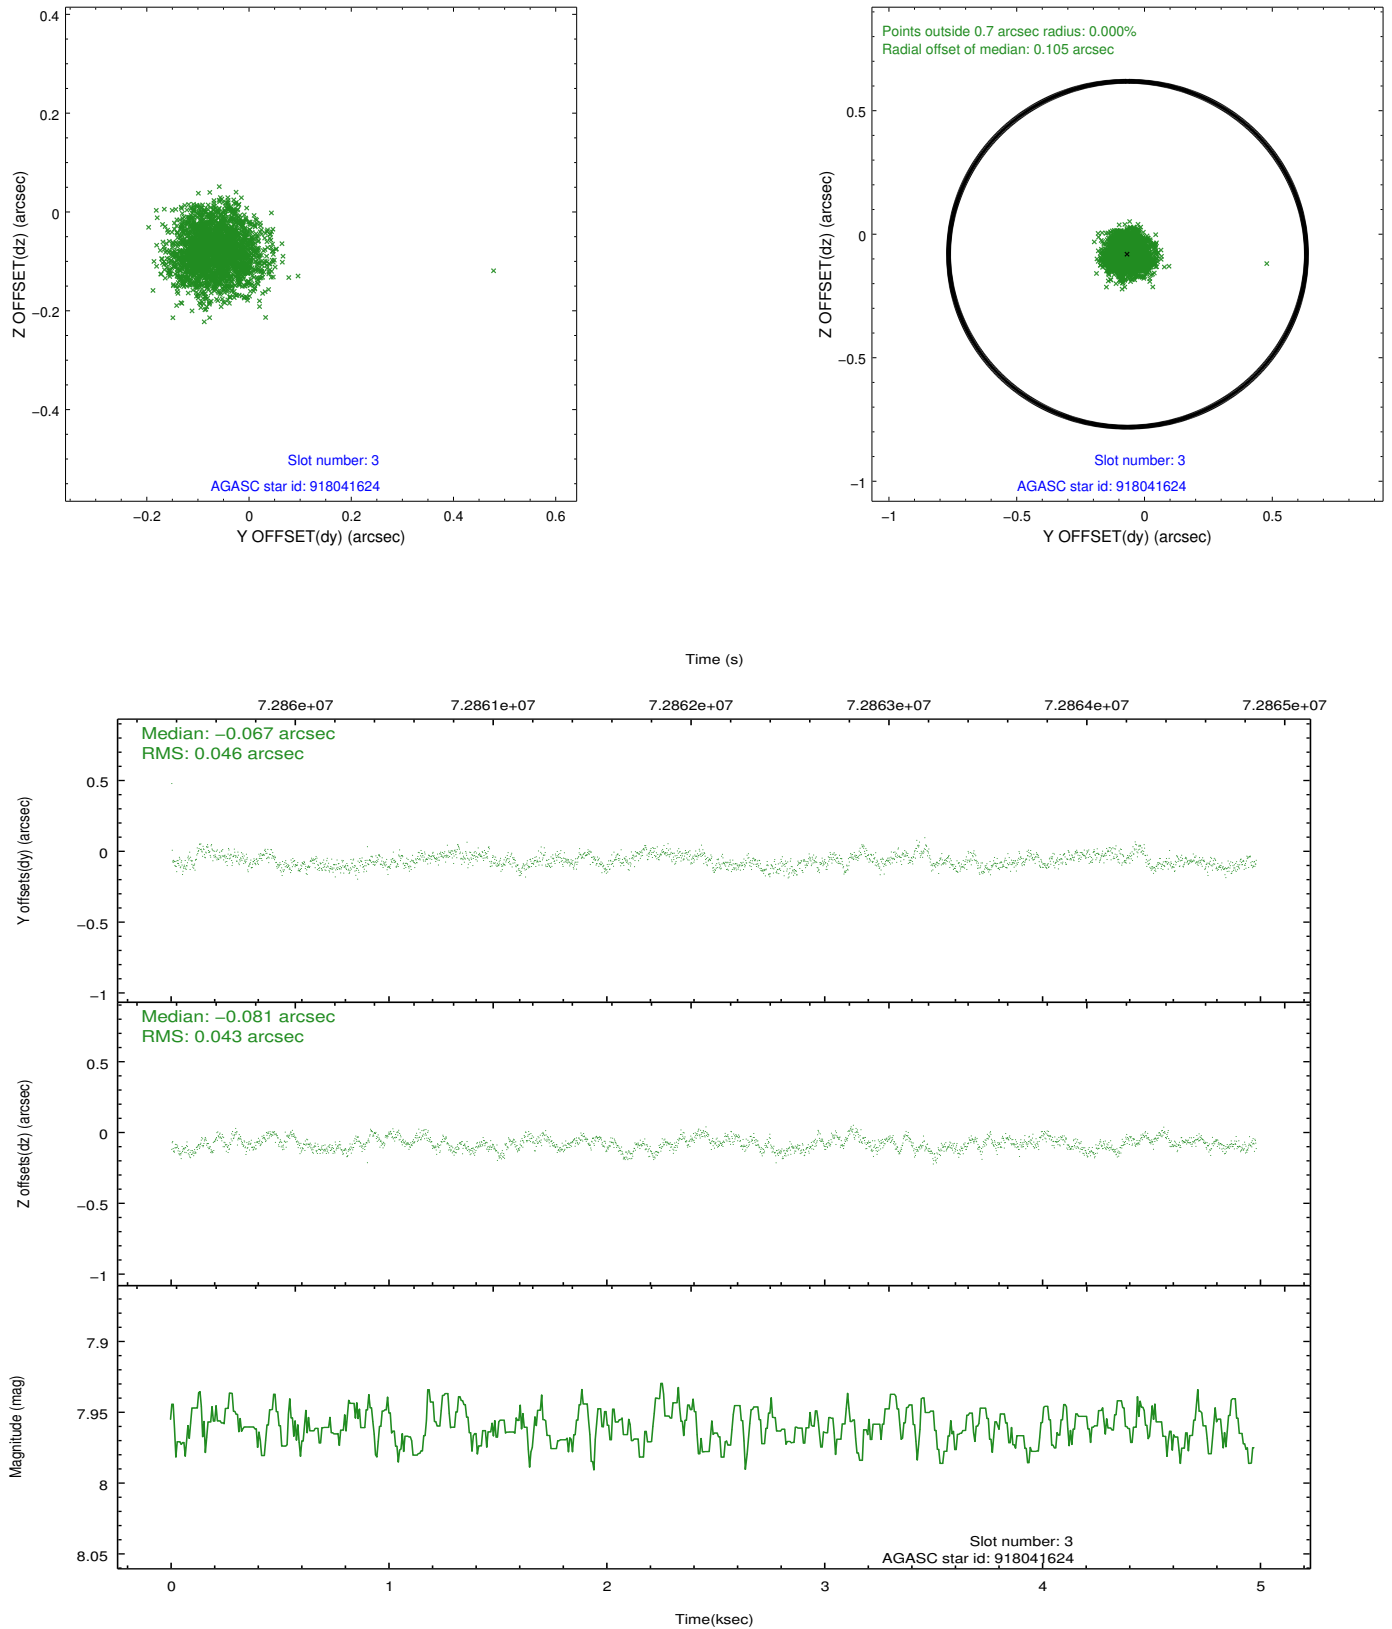 0.4
0.2
0
−0.2
−0.4
Z OFFSET(dz) (arcsec)
Slot number: 3
AGASC star id: 918041624
−0.2
0
0.2
0.4
0.6
Y OFFSET(dy) (arcsec)
Points outside 0.7 arcsec radius: 0.000%
Radial offset of median: 0.105 arcsec
0.5
0
−0.5
−1
Z OFFSET(dz) (arcsec)
Slot number: 3
AGASC star id: 918041624
−1
−0.5
0
0.5
Y OFFSET(dy) (arcsec)
Time (s)
7.286e+07
7.2861e+07
7.2862e+07
7.2863e+07
7.2864e+07
7.2865e+07
Median: −0.067 arcsec
RMS: 0.046 arcsec
0.5
0
−0.5
−1
Y offsets(dy) (arcsec)
Median: −0.081 arcsec
RMS: 0.043 arcsec
0.5
0
−0.5
−1
Z offsets(dz) (arcsec)
7.9
7.95
8
8.05
Magnitude (mag)
Slot number: 3
AGASC star id: 918041624
0
1
2
3
4
5
Time(ksec)